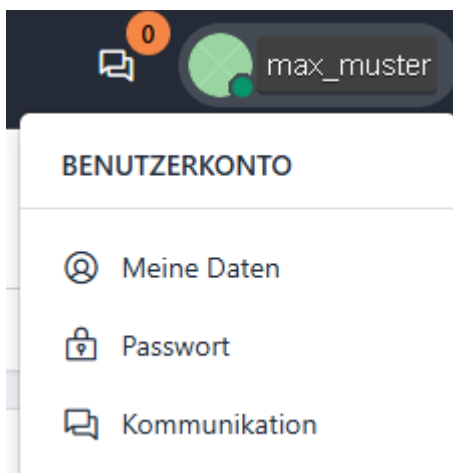 0
max_muster
BENUTZERKONTO
Meine Daten
Passwort
Kommunikation